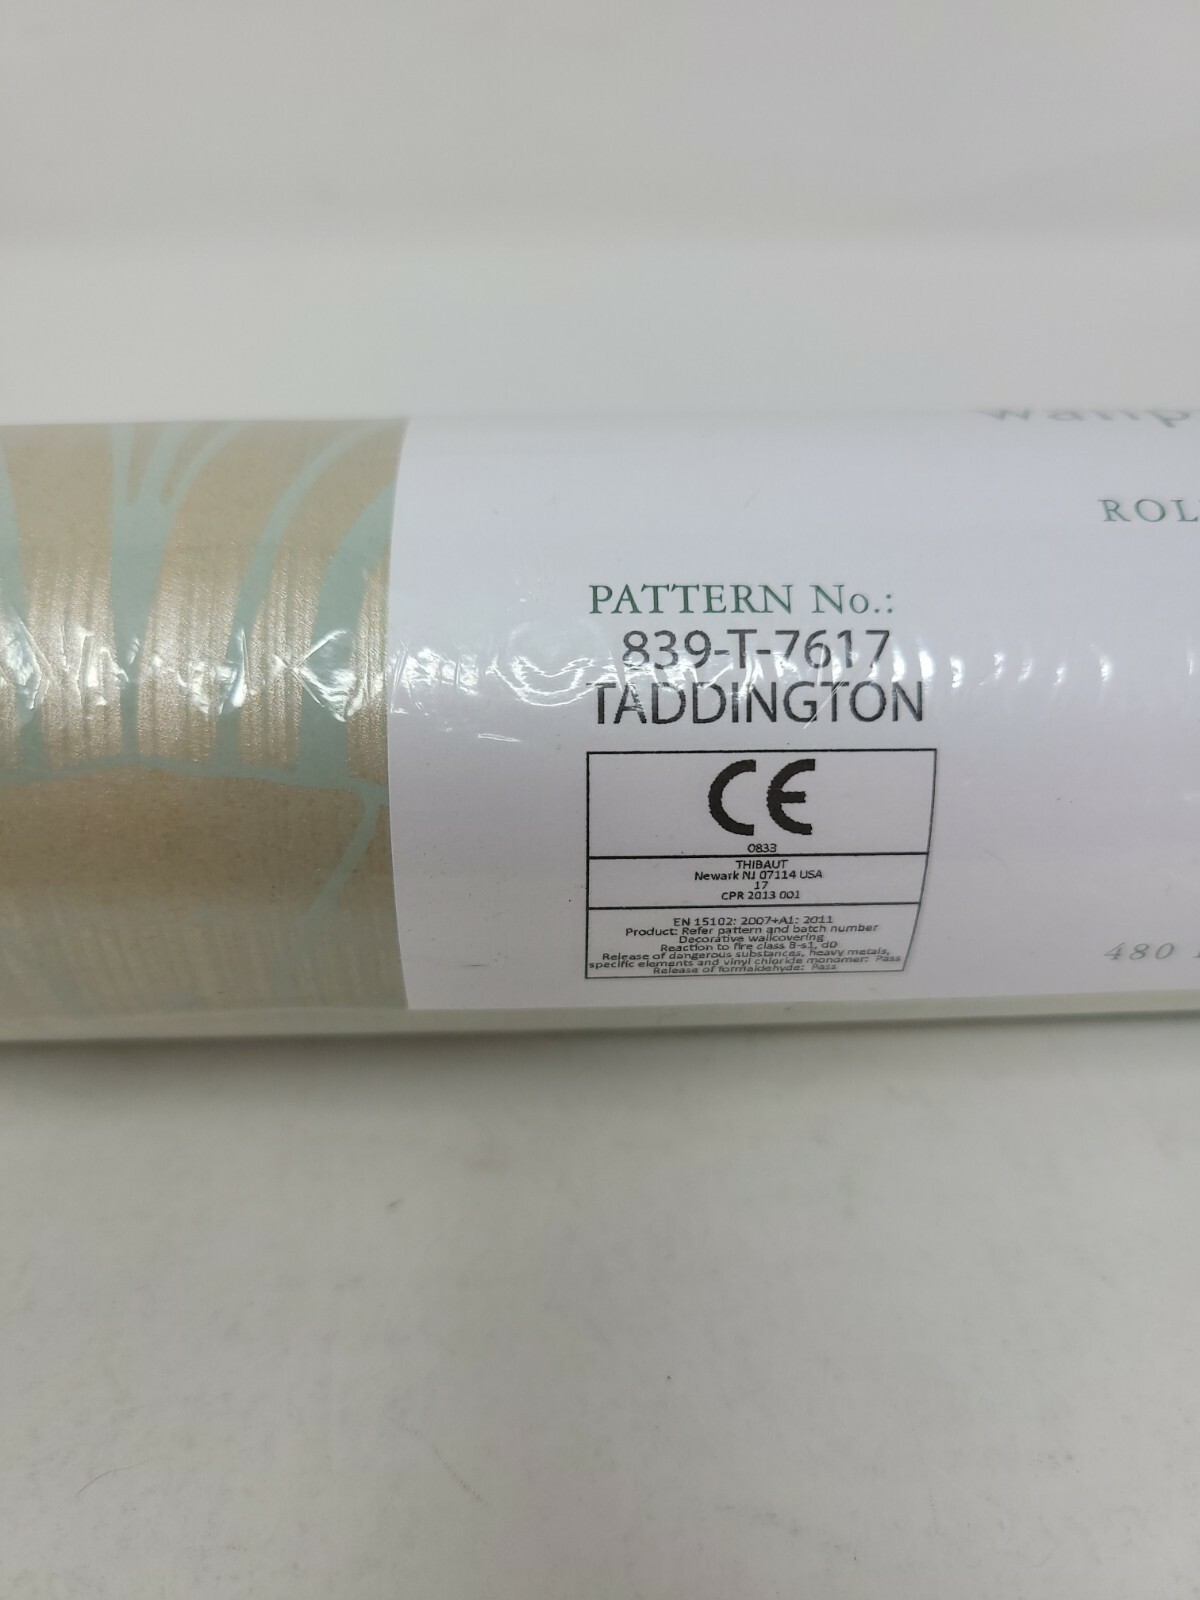 ROL
PATTERN No.:
839-T-7617
TADDINGTON
CE
0833
THIBAUT
Newark NJ 07114 USA
17
CPR 2013 001
EN 15102: 2007+A1: 2011
Product: Refer pattern and batch number
Decorative wallcovering
Reaction to fire class B-s1, d0
Release of dangerous substances, heavy metals,
specific elements and vinyl chloride monomer: Pass
Release of formaldehyde: Pass
480